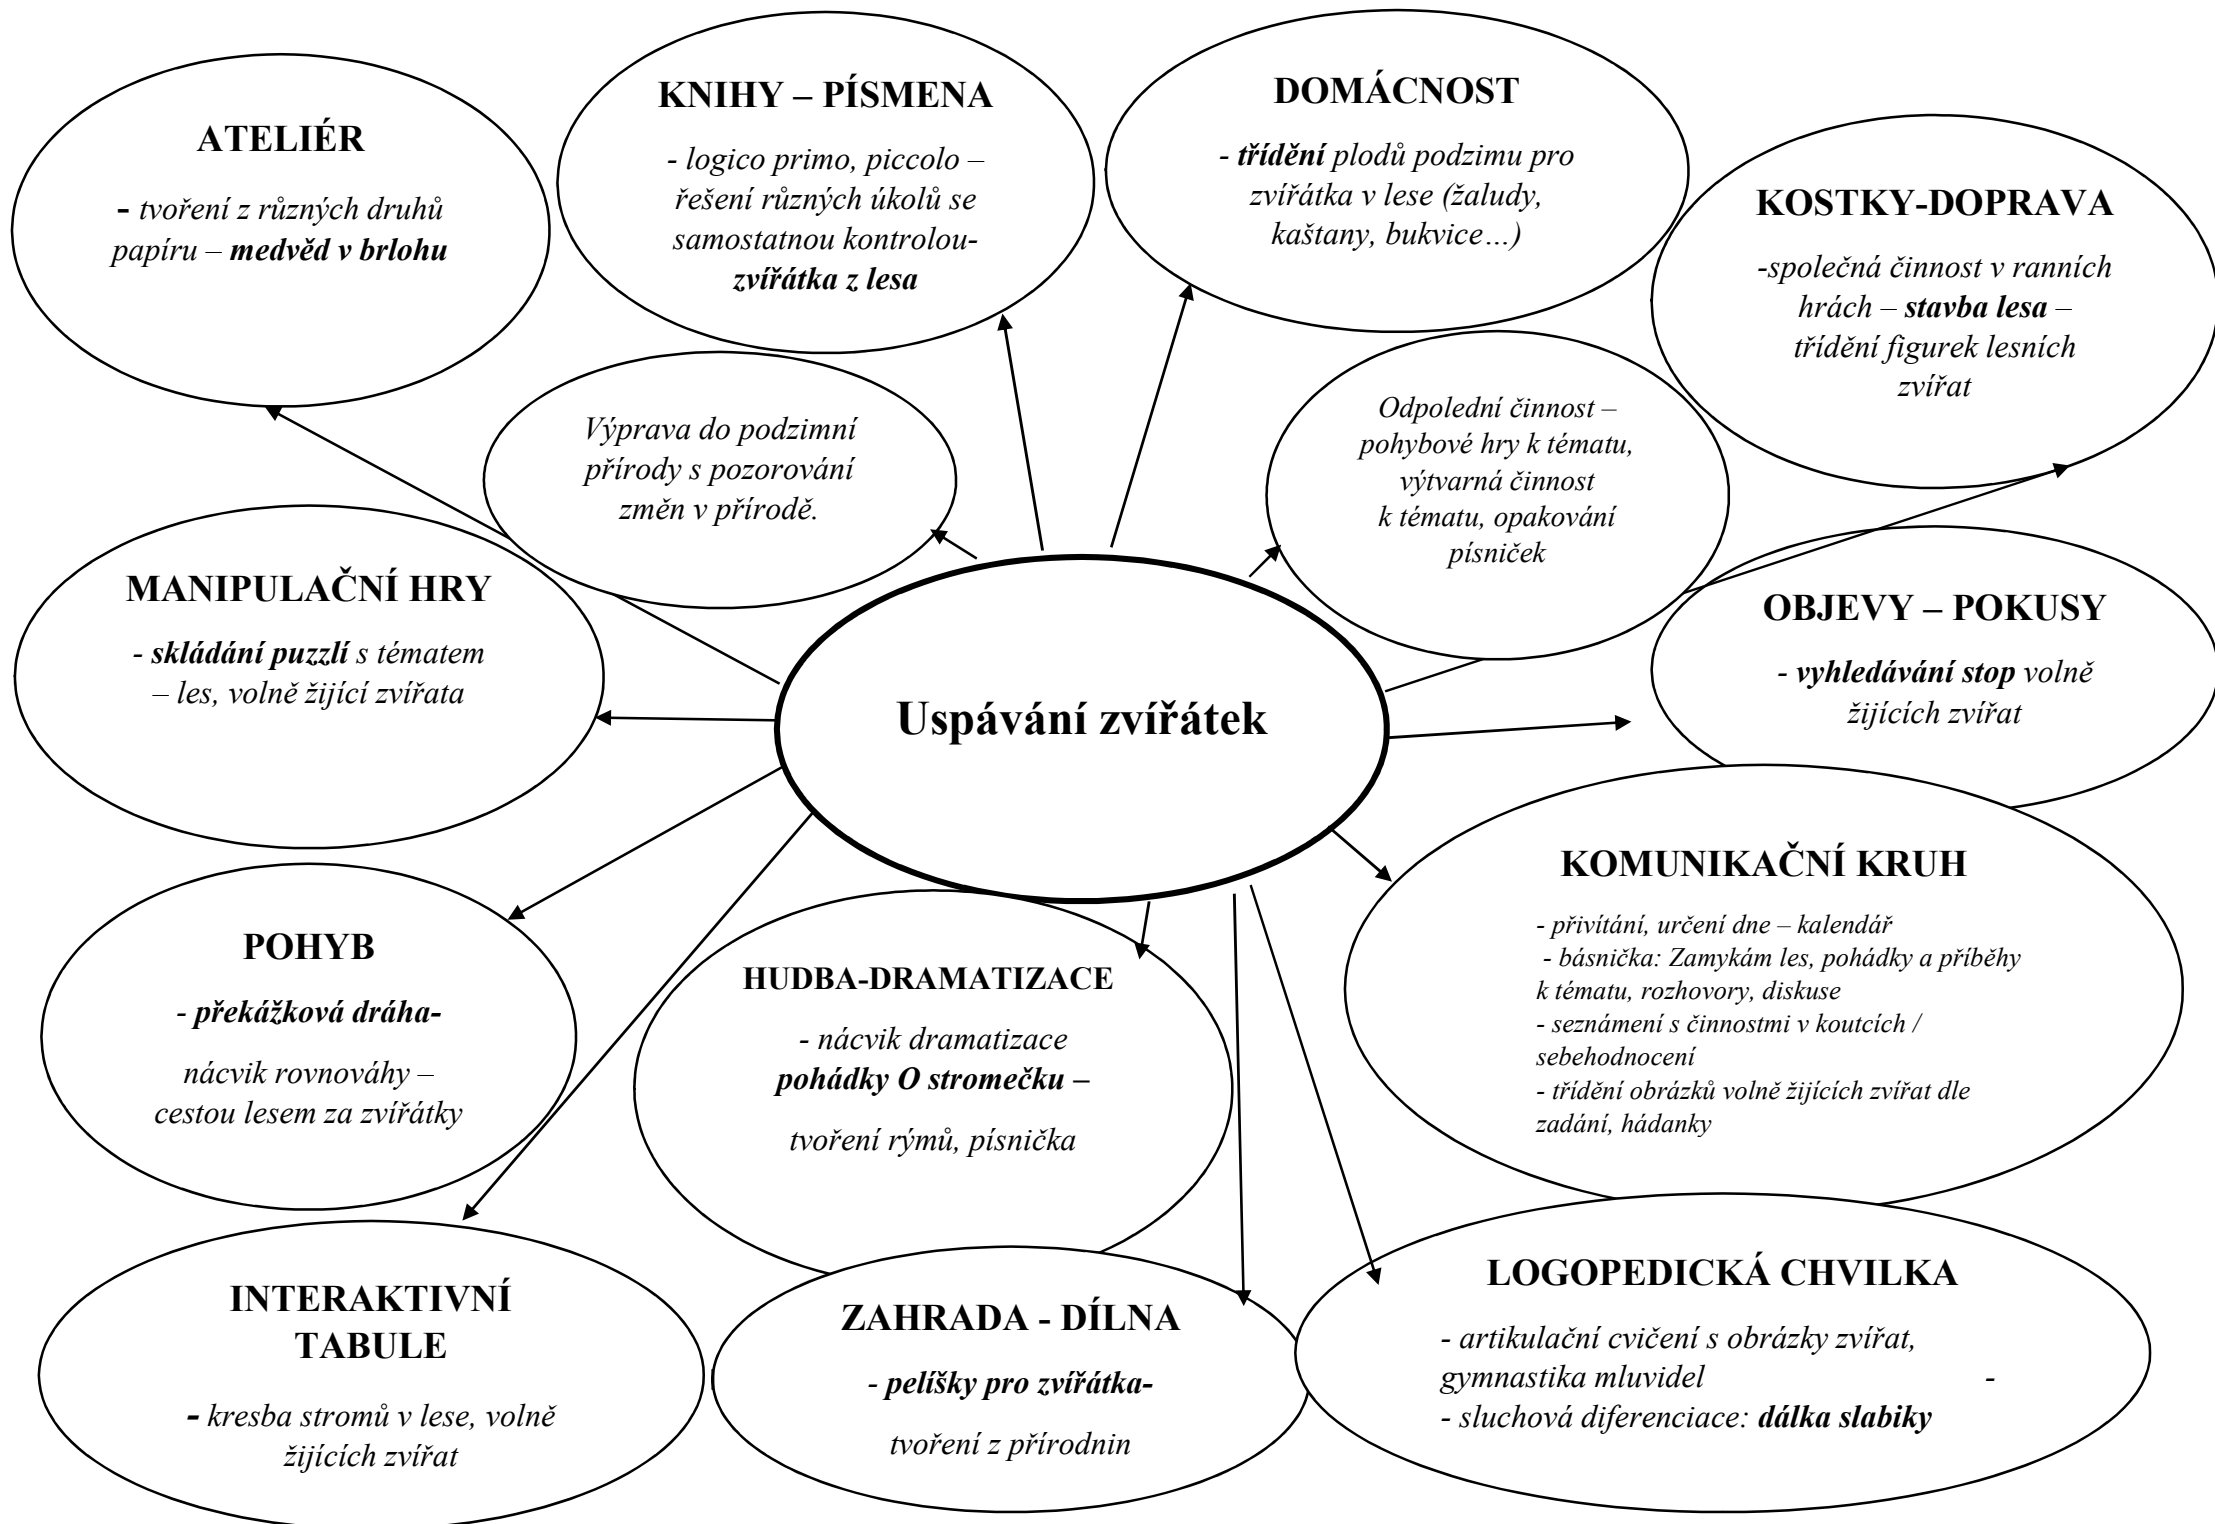 ATELIÉR
- tvoření z různých druhů
papíru – medvěd v brlohu
KNIHY – PÍSMENA
- logico primo, piccolo –
řešení různých úkolů se
samostatnou kontrolou-
zvířátka z lesa
DOMÁCNOST
- třídění plodů podzimu pro
zvířátka v lese (žaludy,
kaštany, bukvice…)
KOSTKY-DOPRAVA
-společná činnost v ranních
hrách – stavba lesa –
třídění figurek lesních
zvířat
Výprava do podzimní
přírody s pozorování
změn v přírodě.
Odpolední činnost –
pohybové hry k tématu,
výtvarná činnost
k tématu, opakování
písniček
MANIPULAČNÍ HRY
- skládání puzzlí s tématem
– les, volně žijící zvířata
Uspávání zvířátek
OBJEVY – POKUSY
- vyhledávání stop volně
žijících zvířat
POHYB
- překážková dráha-
nácvik rovnováhy –
cestou lesem za zvířátky
HUDBA-DRAMATIZACE
- nácvik dramatizace
pohádky O stromečku –
tvoření rýmů, písnička
KOMUNIKAČNÍ KRUH
- přivítání, určení dne – kalendář
- básnička: Zamykám les, pohádky a příběhy
k tématu, rozhovory, diskuse
- seznámení s činnostmi v koutcích /
sebehodnocení
- třídění obrázků volně žijících zvířat dle
zadání, hádanky
INTERAKTIVNÍ
TABULE
- kresba stromů v lese, volně
žijících zvířat
ZAHRADA - DÍLNA
- pelíšky pro zvířátka-
tvoření z přírodnin
LOGOPEDICKÁ CHVILKA
- artikulační cvičení s obrázky zvířat,
gymnastika mluvidel -
- sluchová diferenciace: dálka slabiky